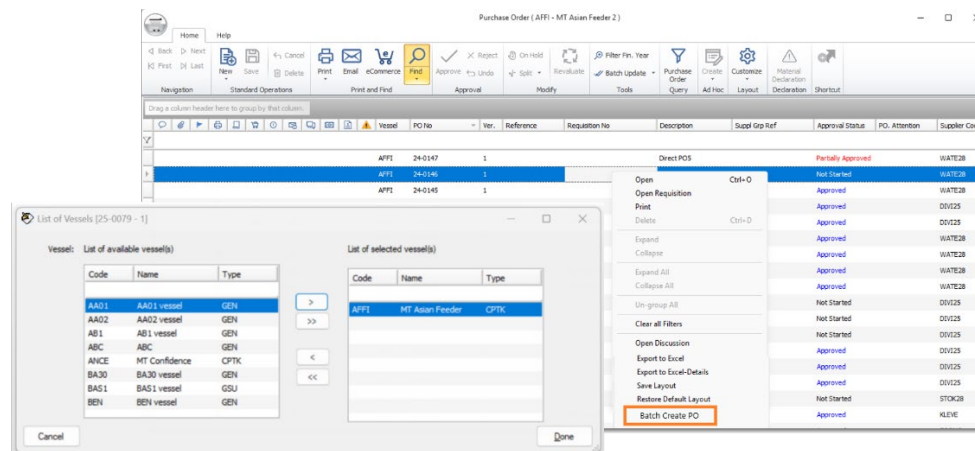 Purchase Order ( AFFI - MT Asian Feeder 2 )
Home Help
Back Next
First Last
New Save Cancel Delete
Print Email eCommerce Find
Approve Reject Undo
On Hold Split Revaluate
Filter Fin. Year
Batch Update
Purchase Order
Create
Customize
Material Declaration
Navigation Standard Operations Print and Find Approval Modify Tools Query Ad Hoc Layout Declaration Shortcut
Drag a column header here to group by that column.
Vessel PO No Ver. Reference Requisition No Description Suppl Grp Ref Approval Status PO. Attention Supplier Co
AFFI 24-0147 1 Direct POS Partially Approved WATE28
AFFI 24-0146 1 Not Started WATE28
AFFI 24-0145 1 Approved WATE28
Approved DIVI25
Approved DIVI25
Approved WATE28
Approved WATE28
Approved WATE28
Approved WATE28
Not Started DIVI25
Not Started DIVI25
Not Started DIVI25
Approved DIVI25
Approved DIVI25
Approved DIVI25
Not Started STOK28
Approved KLEVE
Open Ctrl+O
Open Requisition
Print
Delete Ctrl+D
Expand
Collapse
Expand All
Collapse All
Un-group All
Clear all Filters
Open Discussion
Export to Excel
Export to Excel-Details
Save Layout
Restore Default Layout
Batch Create PO
List of Vessels [25-0079 - 1]
Vessel: List of available vessel(s) List of selected vessel(s)
Code Name Type
AA01 AA01 vessel GEN
AA02 AA02 vessel GEN
AB1 AB1 vessel GEN
ABC ABC GEN
ANCE MT Confidence CPTK
BA30 BA30 vessel GEN
BAS1 BAS1 vessel GSU
BEN BEN vessel GEN
>
>>
<
<<
Code Name Type
AFFI MT Asian Feeder CPTK
Cancel Done